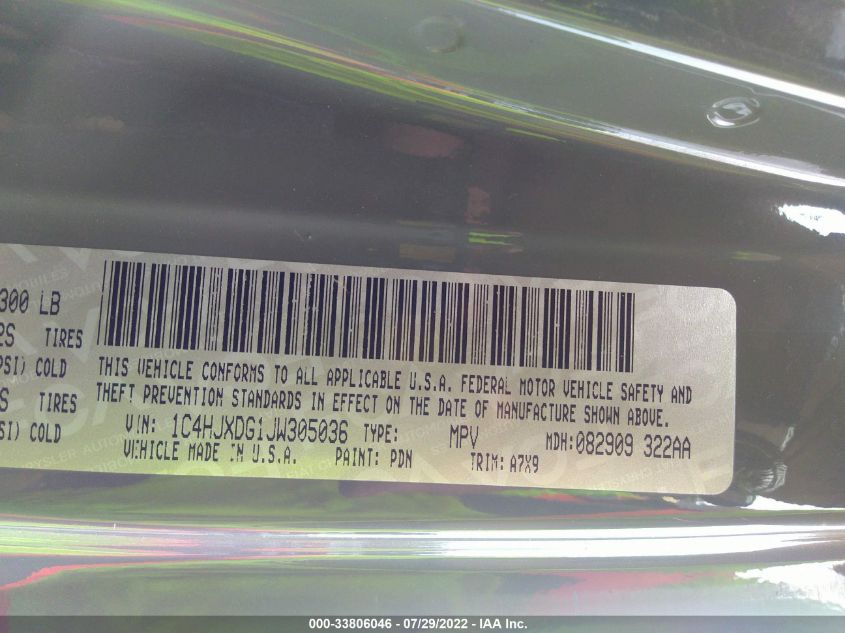 300 LB
TIRES
PSI) COLD
TIRES
SI) COLD
THIS VEHICLE CONFORMS TO ALL APPLICABLE U.S.A. FEDERAL MOTOR VEHICLE SAFETY AND
THEFT PREVENTION STANDARDS IN EFFECT ON THE DATE OF MANUFACTURE SHOWN ABOVE.
VIN: 1C4HJXDG1JW305036 TYPE: MPV MDH:082909 322AA
VEHICLE MADE IN U.S.A. PAINT: PDN TRIM: A7X9
000-33806046 - 07/29/2022 - IAA Inc.